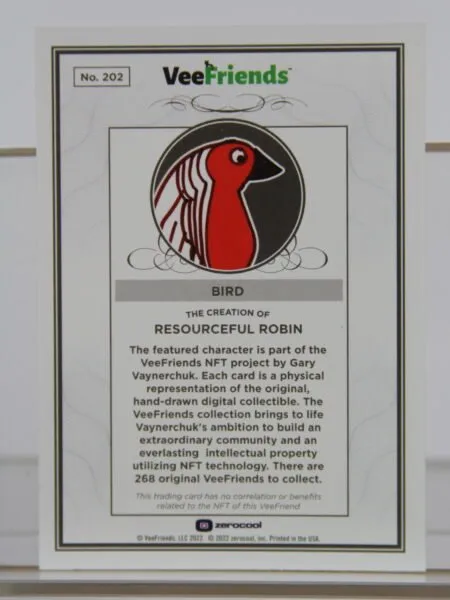 No. 202
VeeFriends™
BIRD
THE CREATION OF
RESOURCEFUL ROBIN
The featured character is part of the
VeeFriends NFT project by Gary
Vaynerchuk. Each card is a physical
representation of the original,
hand-drawn digital collectible. The
VeeFriends collection brings to life
Vaynerchuk's ambition to build an
extraordinary community and an
everlasting intellectual property
utilizing NFT technology. There are
268 original VeeFriends to collect.
This trading card has no correlation or benefits
related to the NFT of this VeeFriend
zerocool
© VeeFriends, LLC 2022 © 2022 zerocool, inc. Printed in the USA.